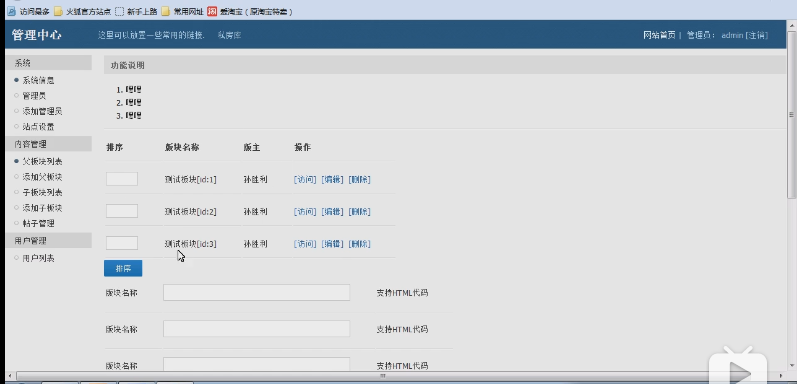 访问最多 火狐官方站点 新手上路 常用网址 爱淘宝（原淘宝特卖）
管理中心 这里可以放置一些常用的链接. 私房库 网站首页 | 管理员： admin [注销]
系统
系统信息
管理员
添加管理员
站点设置
内容管理
父板块列表
添加父板块
子板块列表
添加子板块
帖子管理
用户管理
用户列表
功能说明
1. 嘿嘿
2. 嘿嘿
3. 嘿嘿
排序 版块名称 版主 操作
测试板块[id:1] 孙胜利 [访问] [编辑] [删除]
测试板块[id:2] 孙胜利 [访问] [编辑] [删除]
测试板块[id:3] 孙胜利 [访问] [编辑] [删除]
排序
版块名称 支持HTML代码
版块名称 支持HTML代码
版块名称 支持HTML代码